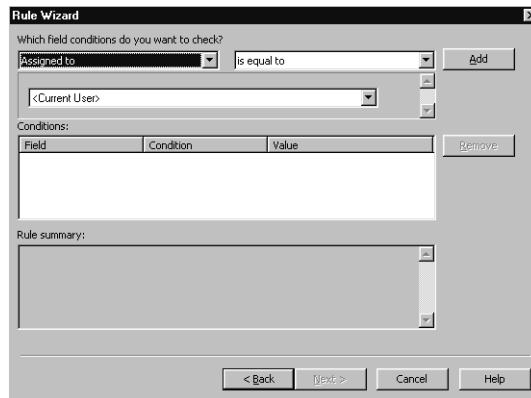 Rule Wizard
Which field conditions do you want to check?
Assigned to is equal to Add
<Current User>
Conditions:
Field Condition Value Remove
Rule summary:
< Back Next > Cancel Help